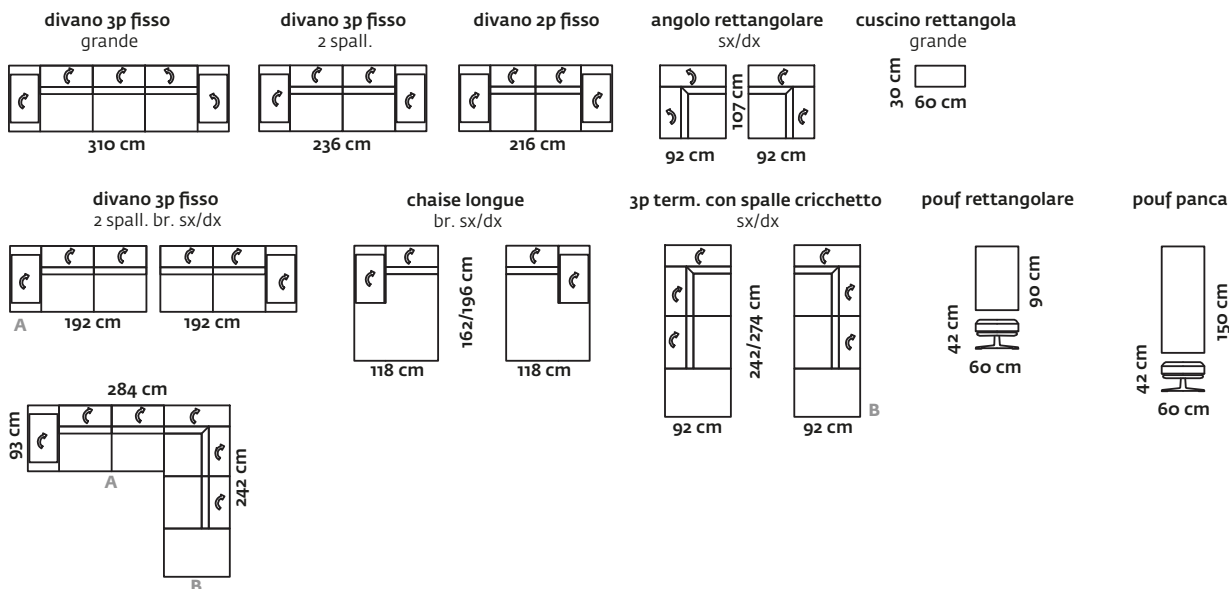 divano 3p fisso
grande
310 cm
divano 3p fisso
2 spall.
236 cm
divano 2p fisso
216 cm
angolo rettangolare
sx/dx
107 cm
92 cm
92 cm
cuscino rettangola
grande
30 cm
60 cm
divano 3p fisso
2 spall. br. sx/dx
A
192 cm
192 cm
chaise longue
br. sx/dx
162/196 cm
118 cm
118 cm
3p term. con spalle cricchetto
sx/dx
242/274 cm
92 cm
92 cm
B
pouf rettangolare
90 cm
42 cm
60 cm
pouf panca
150 cm
42 cm
60 cm
284 cm
93 cm
A
242 cm
B